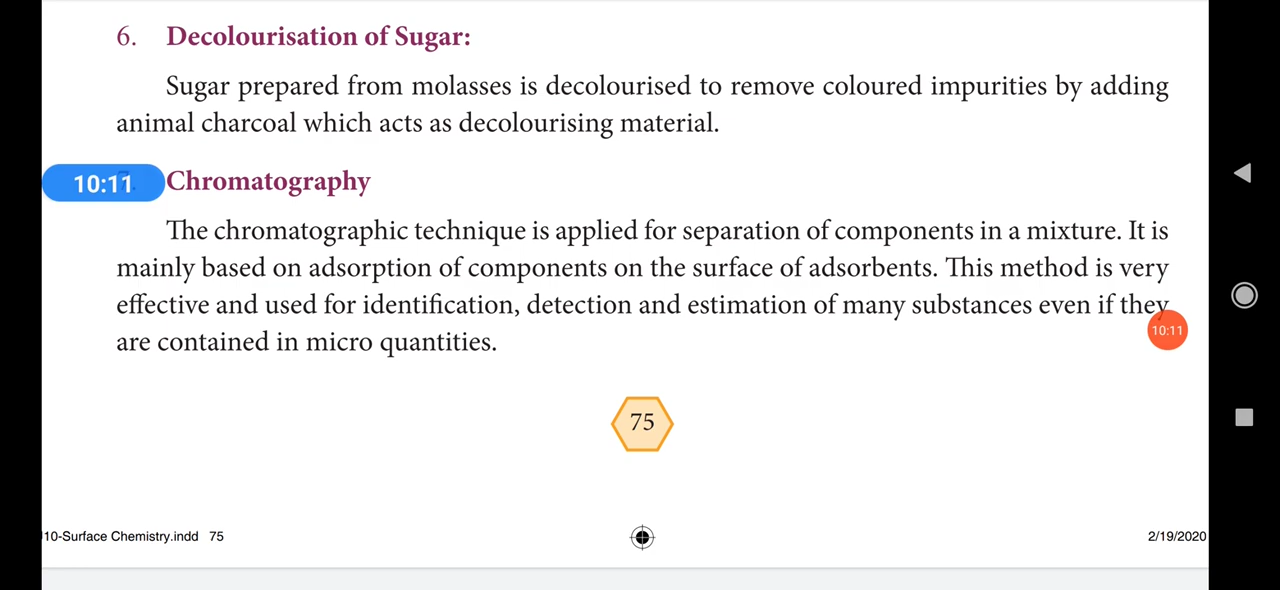 6. Decolourisation of Sugar:
Sugar prepared from molasses is decolourised to remove coloured impurities by adding
animal charcoal which acts as decolourising material.
10:11 Chromatography
The chromatographic technique is applied for separation of components in a mixture. It is
mainly based on adsorption of components on the surface of adsorbents. This method is very
effective and used for identification, detection and estimation of many substances even if they
10:11
are contained in micro quantities.
75
10-Surface Chemistry.indd 75
2/19/2020